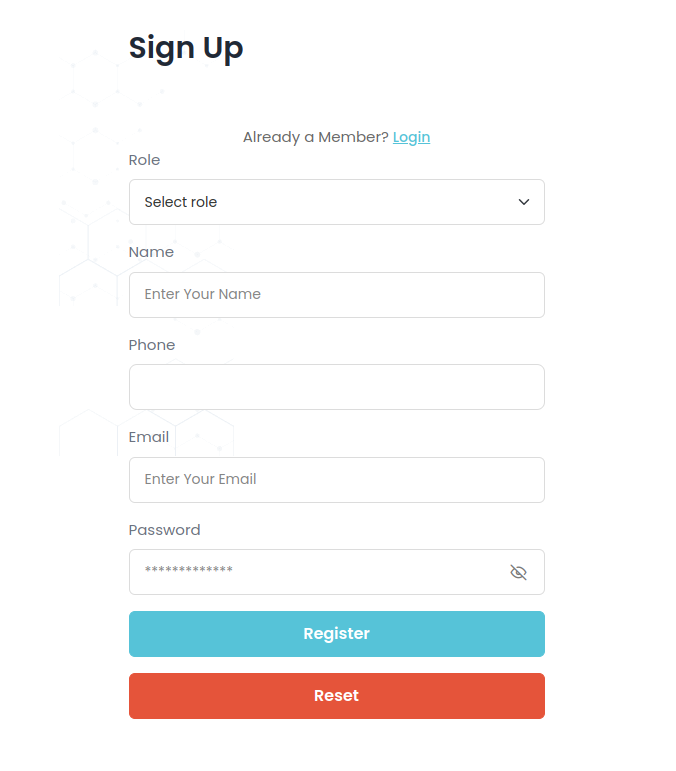 Sign Up
Already a Member? Login
Role
Select role
Name
Enter Your Name
Phone
Email
Enter Your Email
Password
*************
Register
Reset